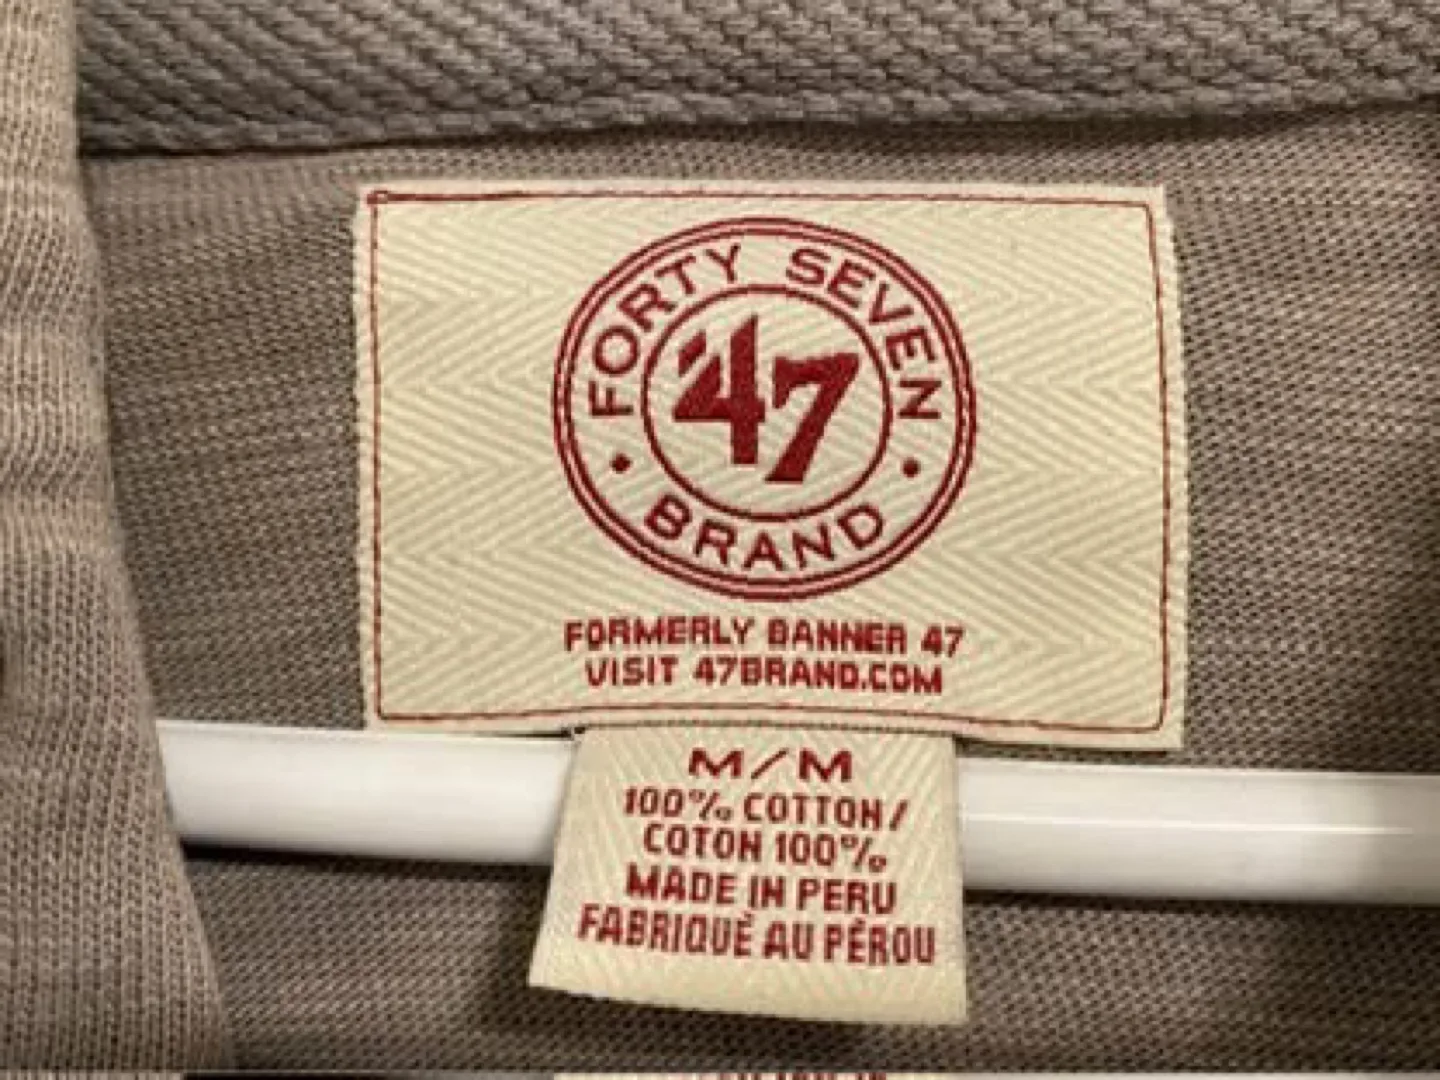 FORTY SEVEN
'47
BRAND
FORMERLY BANNER 47
VISIT 47BRAND.COM
M/M
100% COTTON/
COTON 100%
MADE IN PERU
FABRIQUÈ AU PÉROU